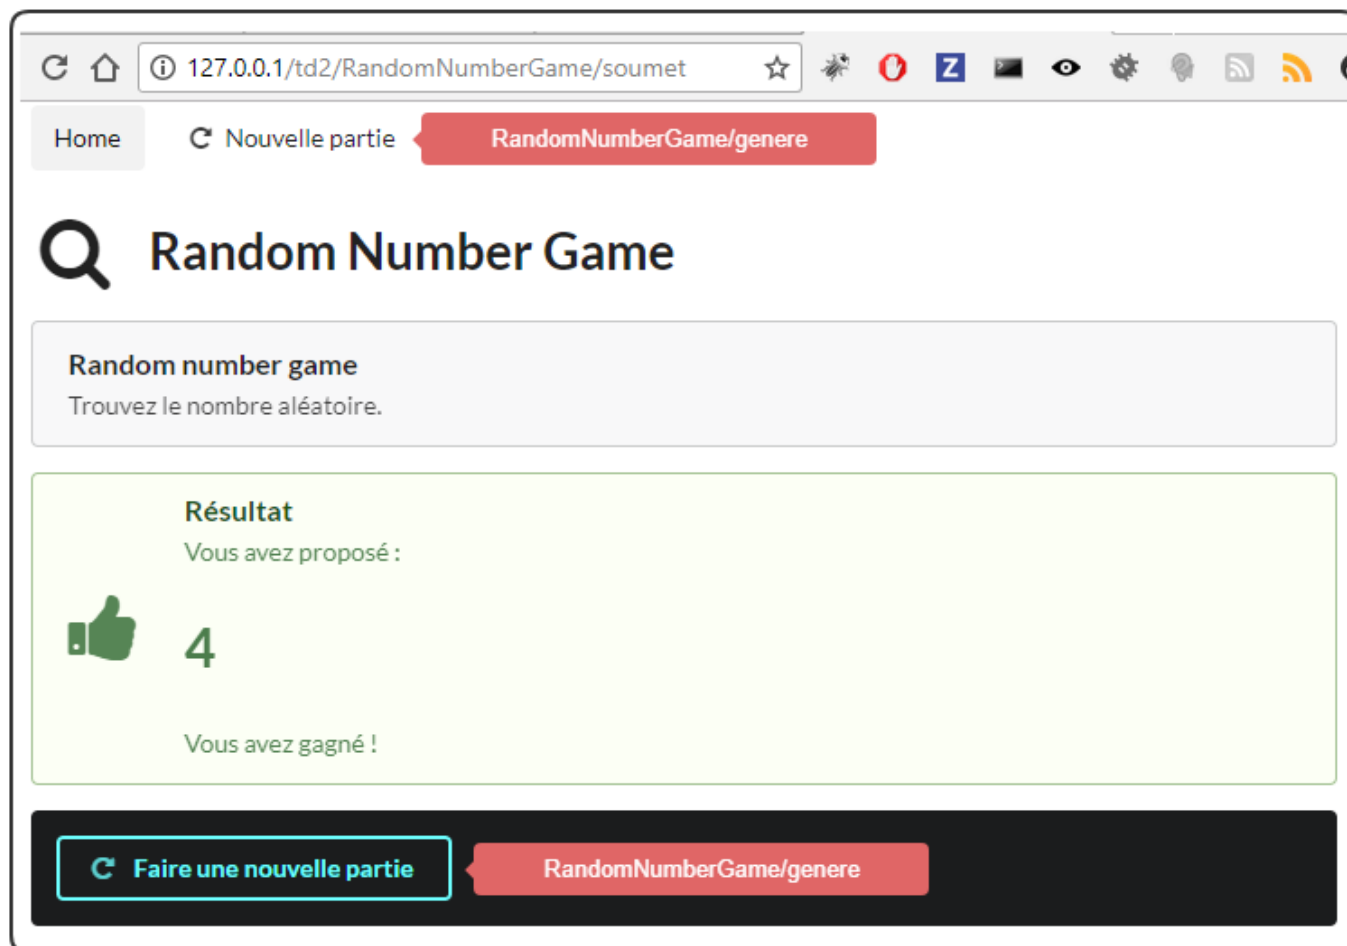 127.0.0.1/td2/RandomNumberGame/soumet
Z
Home
Nouvelle partie
RandomNumberGame/genere
Random Number Game
Random number game
Trouvez le nombre aléatoire.
Résultat
Vous avez proposé :
4
Vous avez gagné !
Faire une nouvelle partie
RandomNumberGame/genere